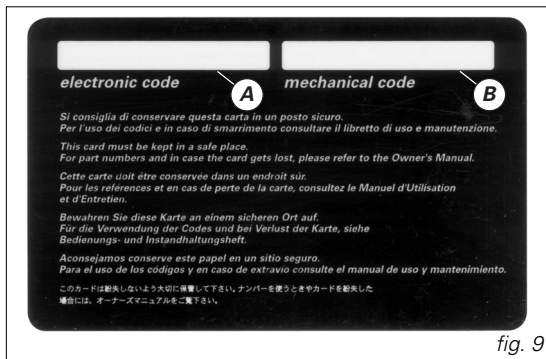 electronic code A mechanical code B
Si consiglia di conservare questa carta in un posto sicuro.
Per l'uso dei codici e in caso di smarrimento consultare il libretto di uso e manutenzione.
This card must be kept in a safe place.
For part numbers and in case the card gets lost, please refer to the Owner's Manual.
Cette carte doit étre conservée dans un endroit súr.
Pour les références et en cas de perte de la carte, consultez le Manuel d'Utilisation
et d'Entretien.
Bewahren Sie diese Karte an einem sicheren Ort auf.
Für die Verwendung der Codes und bei Verlust der Karte, siehe
Bedienungs- und Instandhaltungsheft.
Aconsejamos conserve este papel en un sitio seguro.
Para el uso de los códigos y en caso de extravio consulte el manual de uso y mantenimiento.
このカードは紛失しないよう大切に保管して下さい。ナンバーを使うときやカードを紛失した
場合には、オーナーズマニュアルをご覧下さい。
fig. 9